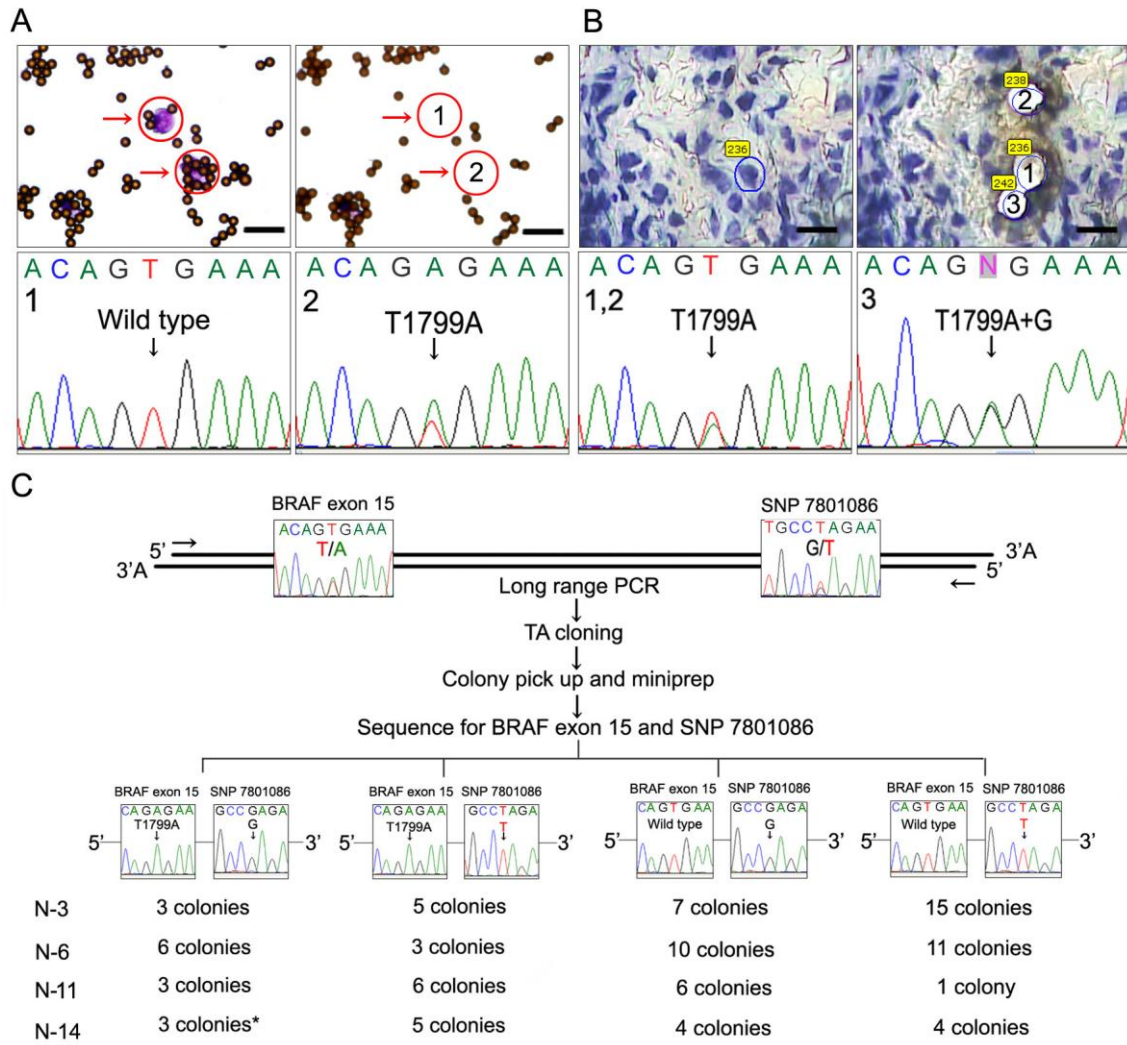 A
B
1
2
236
238
2
236
1
242
3
A C A G T G A A A
1
Wild type
A C A G A G A A A
2
T1799A
A C A G T G A A A
1,2
T1799A
A C A G N G A A A
3
T1799A+G
C
BRAF exon 15
SNP 7801086
ACAGTGAAA
T/A
TGCCTAGAA
G/T
5’
3’A
3’A
5’
Long range PCR
TA cloning
Colony pick up and miniprep
Sequence for BRAF exon 15 and SNP 7801086
BRAF exon 15 SNP 7801086 BRAF exon 15 SNP 7801086 BRAF exon 15 SNP 7801086 BRAF exon 15 SNP 7801086
CAGAGAA GCCGAGA CAGAGAA GCCTAGA CAGTGAA GCCGAGA CAGTGAA GCCTAGA
T1799A G T1799A T Wild type G Wild type T
5’ 3’ 5’ 3’ 5’ 3’ 5’ 3’
N-3 3 colonies 5 colonies 7 colonies 15 colonies
N-6 6 colonies 3 colonies 10 colonies 11 colonies
N-11 3 colonies 6 colonies 6 colonies 1 colony
N-14 3 colonies* 5 colonies 4 colonies 4 colonies